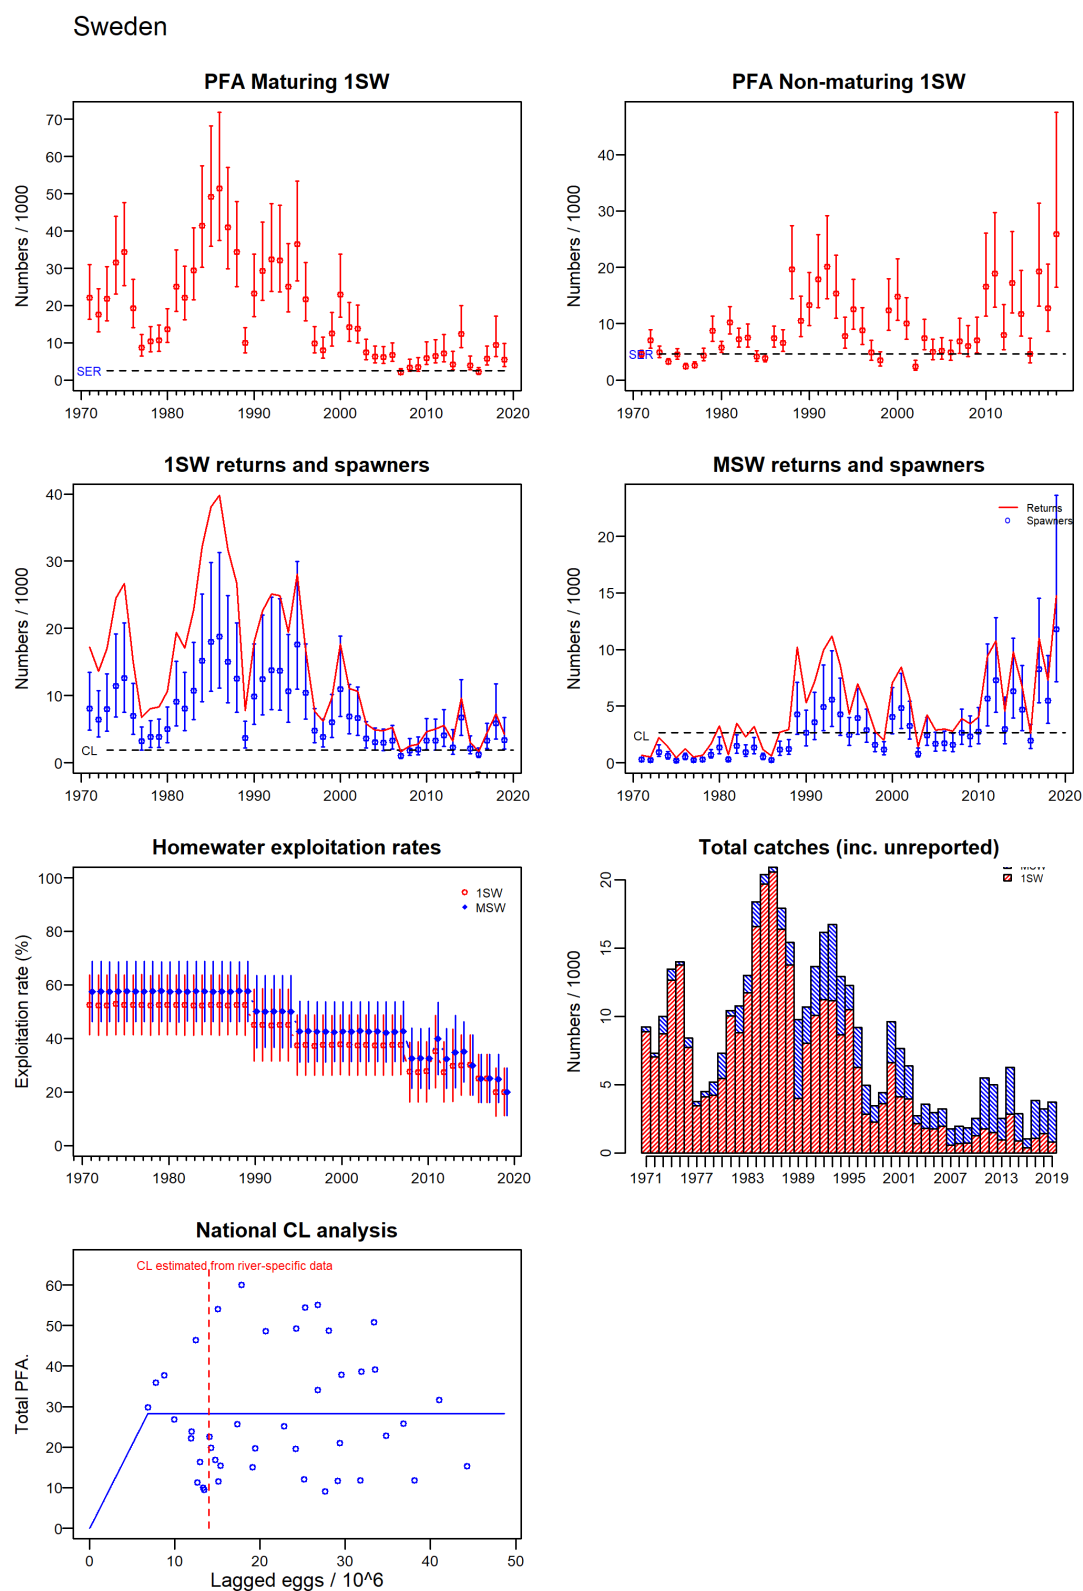 Sweden
PFA Maturing 1SW
Numbers / 1000
70
60
50
40
30
20
10
0
SER
1970 1980 1990 2000 2010 2020
PFA Non-maturing 1SW
Numbers / 1000
40
30
20
10
0
SER
1970 1980 1990 2000 2010
1SW returns and spawners
Numbers / 1000
40
30
20
10
0
CL
1970 1980 1990 2000 2010 2020
MSW returns and spawners
Numbers / 1000
20
15
10
5
0
Returns
Spawners
CL
1970 1980 1990 2000 2010 2020
Homewater exploitation rates
Exploitation rate (%)
100
80
60
40
20
0
1SW
MSW
1970 1980 1990 2000 2010 2020
Total catches (inc. unreported)
Numbers / 1000
20
15
10
5
0
MSW
1SW
1971 1977 1983 1989 1995 2001 2007 2013 2019
National CL analysis
Total PFA.
60
50
40
30
20
10
0
CL estimated from river-specific data
0 10 20 30 40 50
Lagged eggs / 10^6